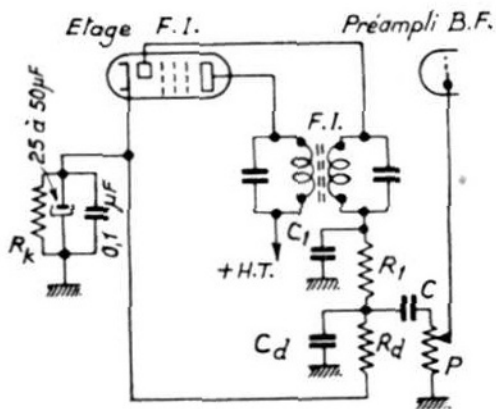 Etage F.I.
Préampli B.F.
25 à 50µF
F.I.
Rk
0,1 µF
C1
+ H.T.
R1
C
Cd
Rd
P